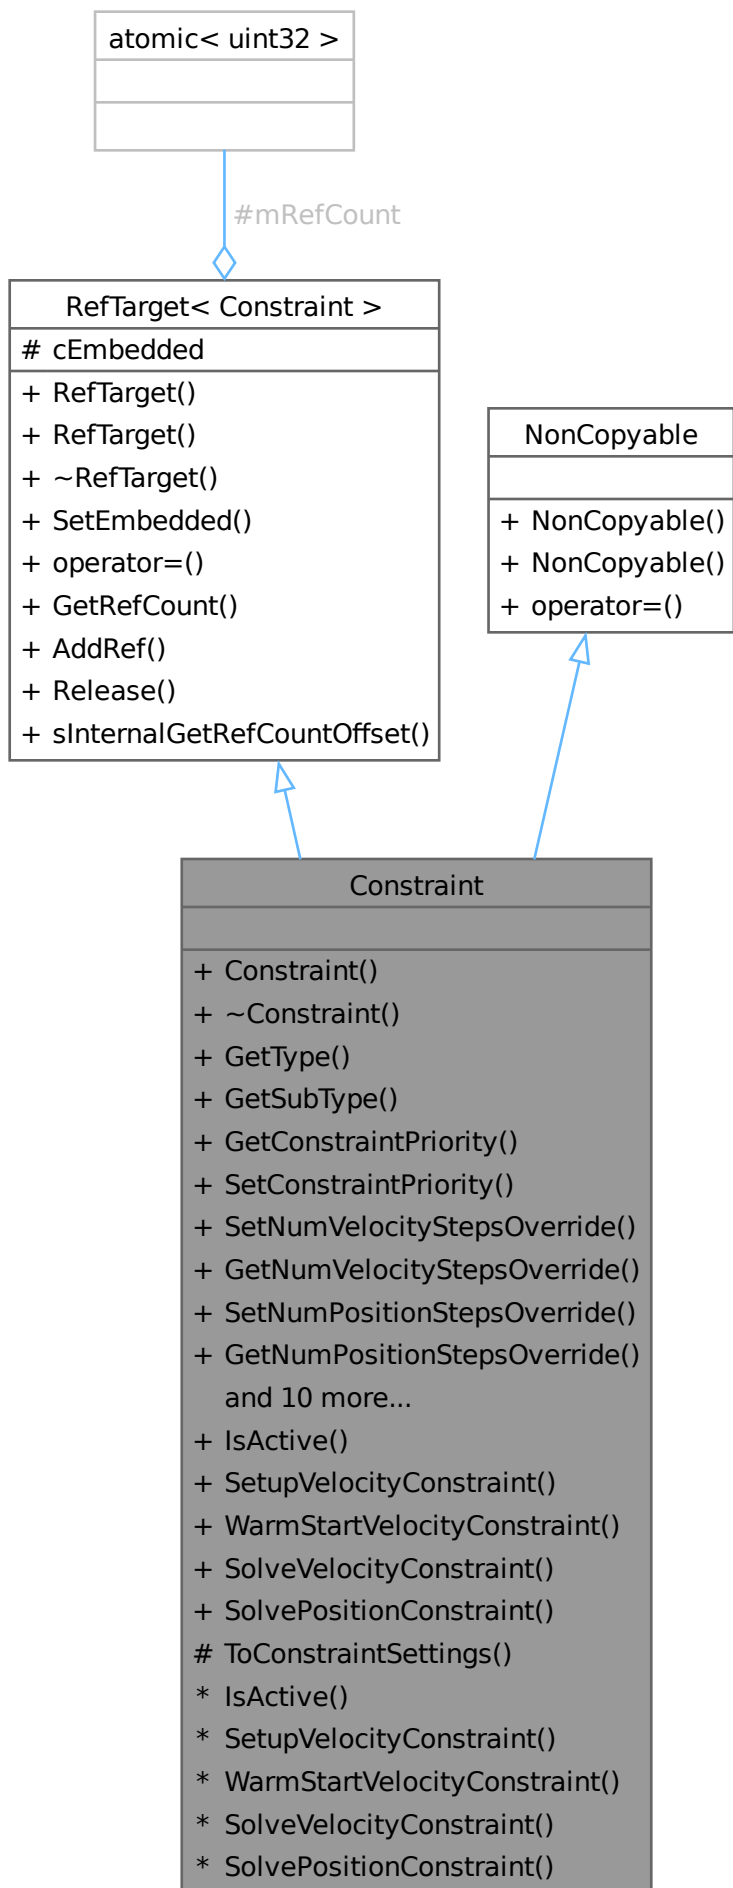 atomic< uint32 >
#mRefCount
RefTarget< Constraint >
# cEmbedded
+ RefTarget()
+ RefTarget()
+ ~RefTarget()
+ SetEmbedded()
+ operator=()
+ GetRefCount()
+ AddRef()
+ Release()
+ sInternalGetRefCountOffset()
NonCopyable
+ NonCopyable()
+ NonCopyable()
+ operator=()
Constraint
+ Constraint()
+ ~Constraint()
+ GetType()
+ GetSubType()
+ GetConstraintPriority()
+ SetConstraintPriority()
+ SetNumVelocityStepsOverride()
+ GetNumVelocityStepsOverride()
+ SetNumPositionStepsOverride()
+ GetNumPositionStepsOverride()
and 10 more...
+ IsActive()
+ SetupVelocityConstraint()
+ WarmStartVelocityConstraint()
+ SolveVelocityConstraint()
+ SolvePositionConstraint()
# ToConstraintSettings()
* IsActive()
* SetupVelocityConstraint()
* WarmStartVelocityConstraint()
* SolveVelocityConstraint()
* SolvePositionConstraint()